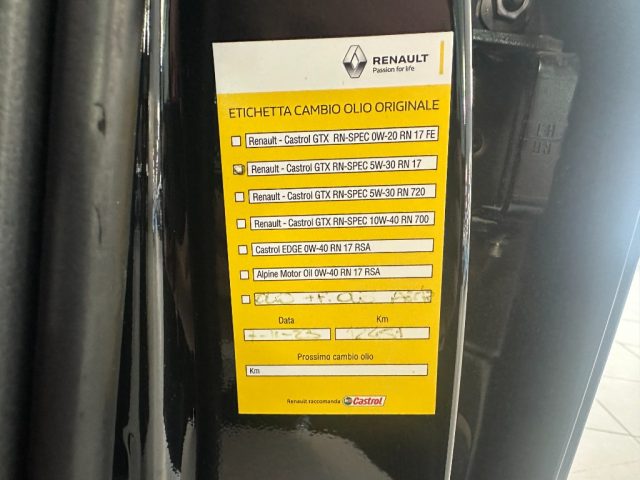 RENAULT
Passion for life
ETICHETTA CAMBIO OLIO ORIGINALE
Renault - Castrol GTX RN-SPEC 0W-20 RN 17 FE
Renault - Castrol GTX RN-SPEC 5W-30 RN 17
Renault - Castrol GTX RN-SPEC 5W-30 RN 720
Renault - Castrol GTX RN-SPEC 10W-40 RN 700
Castrol EDGE 0W-40 RN 17 RSA
Alpine Motor Oil 0W-40 RN 17 RSA
Data Km
Prossimo cambio olio
Km
Renault raccomanda Castrol